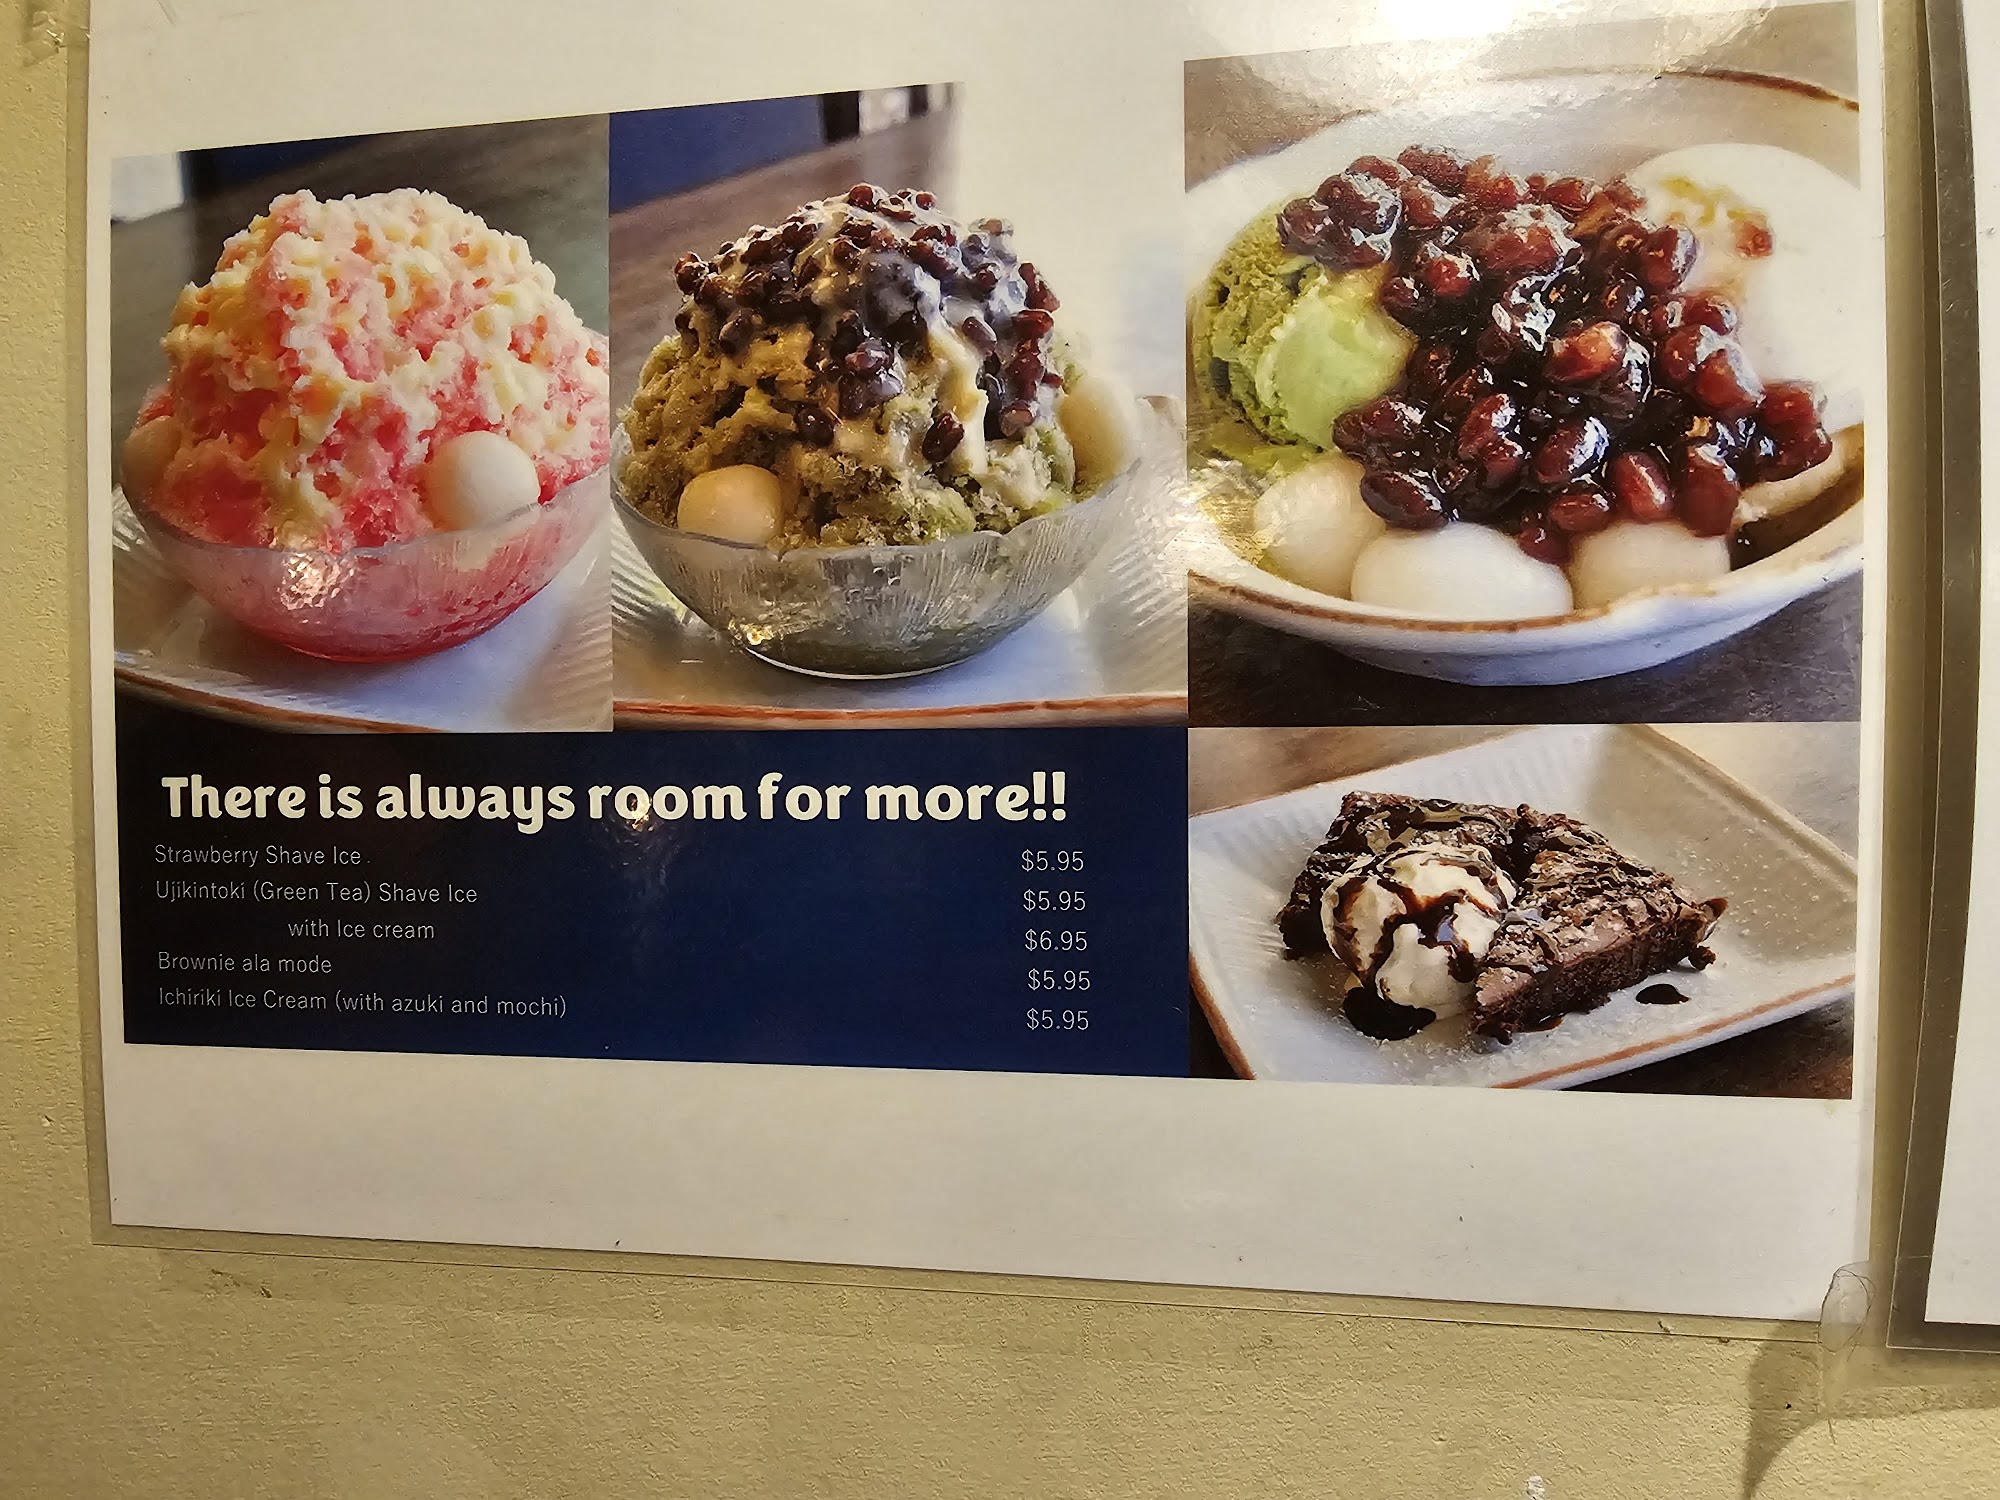 There is always room for more!!
Strawberry Shave Ice $5.95
Ujikintoki (Green Tea) Shave Ice $5.95
with Ice cream $6.95
Brownie ala mode $5.95
Ichiriki Ice Cream (with azuki and mochi) $5.95